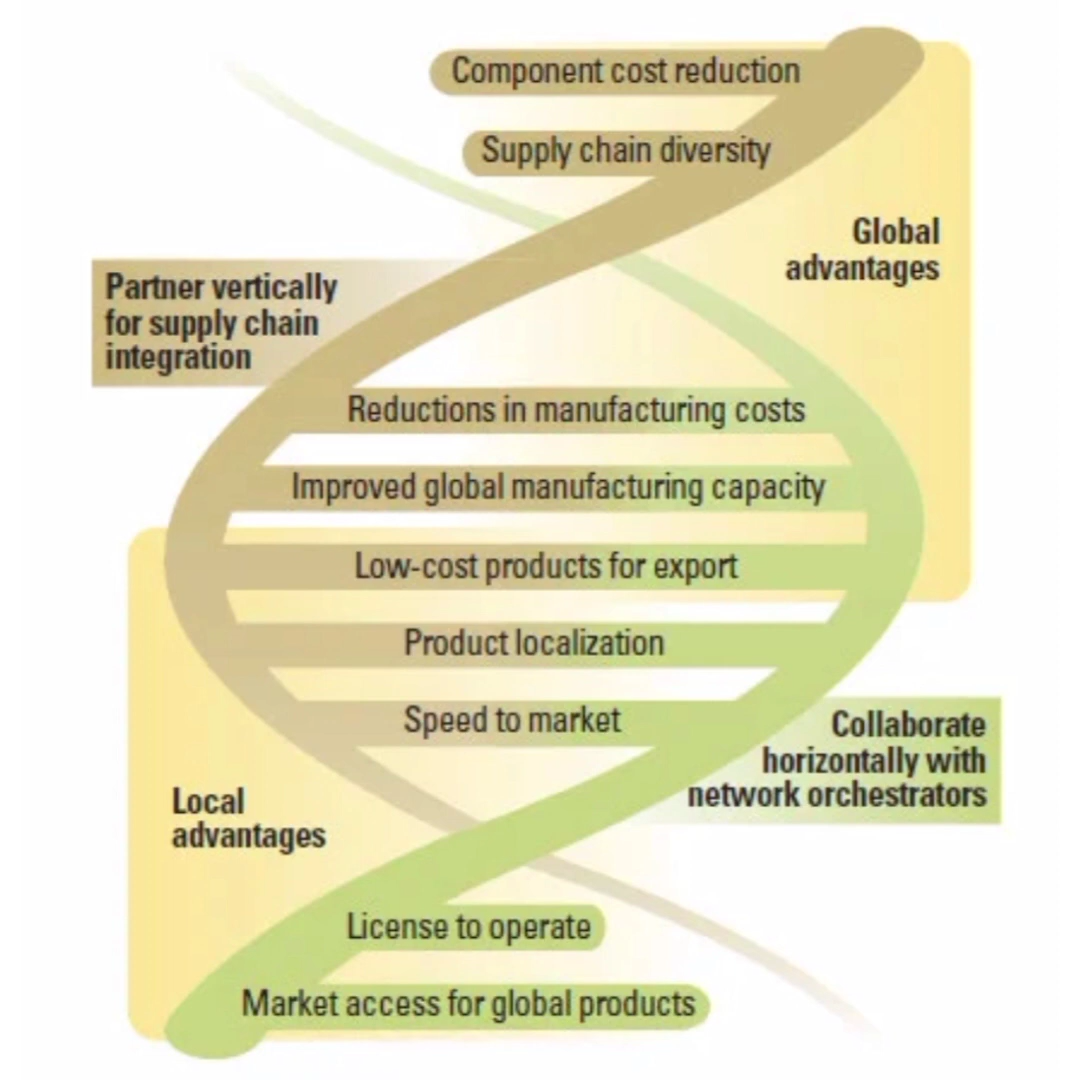 Component cost reduction
Supply chain diversity
Global
advantages
Partner vertically
for supply chain
integration
Reductions in manufacturing costs
Improved global manufacturing capacity
Low-cost products for export
Product localization
Speed to market
Collaborate
horizontally with
network orchestrators
Local
advantages
License to operate
Market access for global products